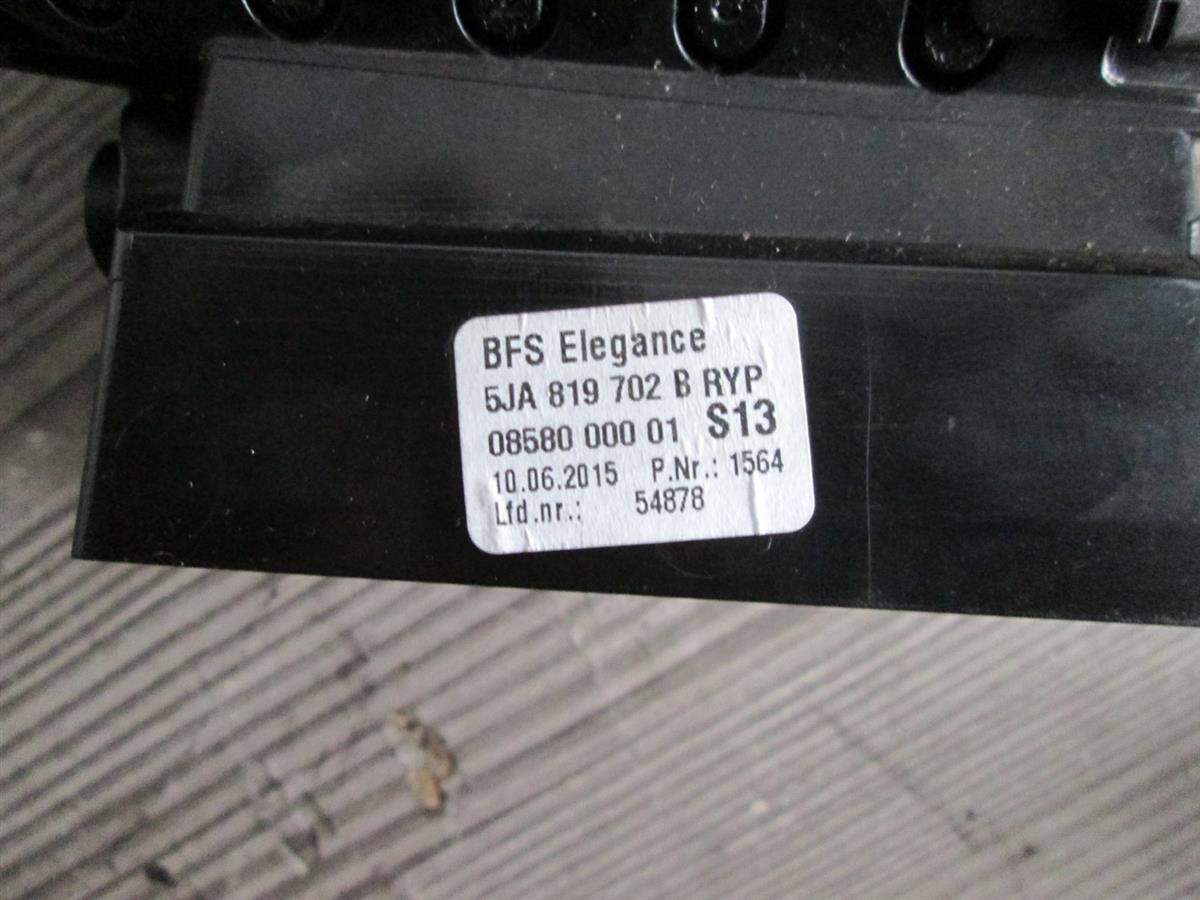 BFS Elegance
5JA 819 702 B RYP
08580 000 01 S13
10.06.2015 P.Nr.: 1564
Lfd.nr.: 54878